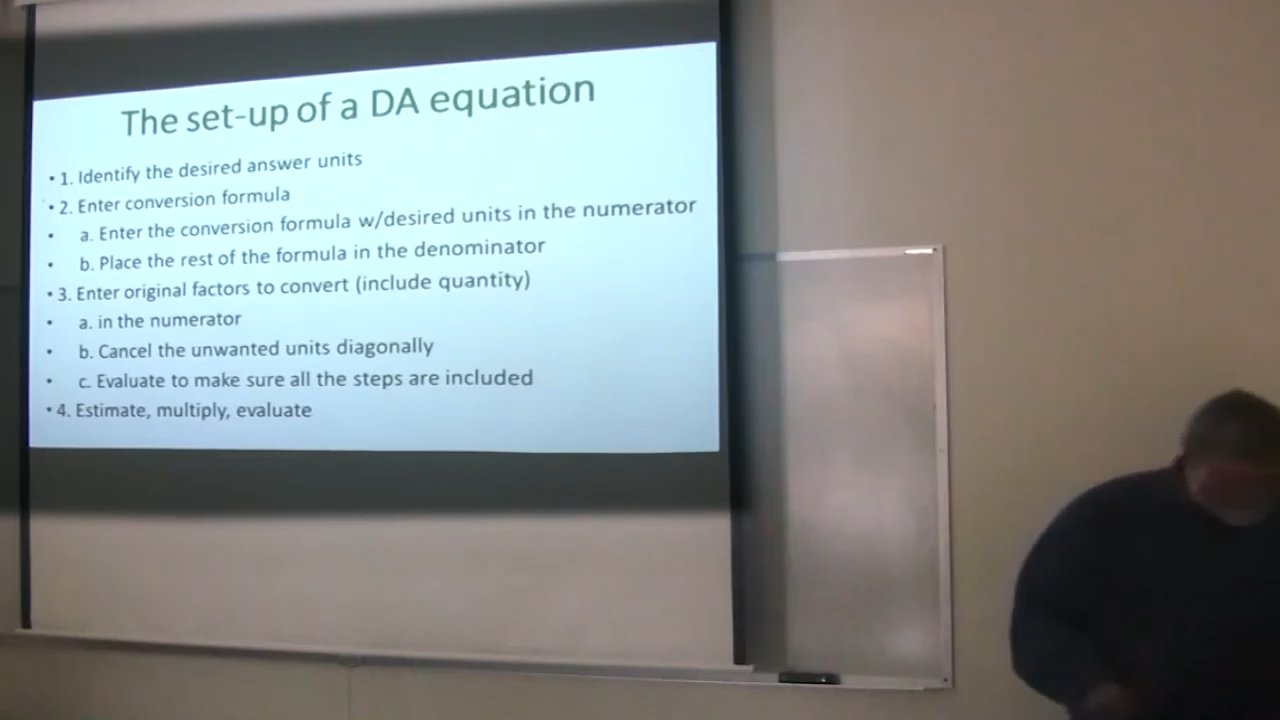 The set-up of a DA equation
• 1. Identify the desired answer units
• 2. Enter conversion formula
• a. Enter the conversion formula w/desired units in the numerator
• b. Place the rest of the formula in the denominator
• 3. Enter original factors to convert (include quantity)
• a. in the numerator
• b. Cancel the unwanted units diagonally
• c. Evaluate to make sure all the steps are included
• 4. Estimate, multiply, evaluate